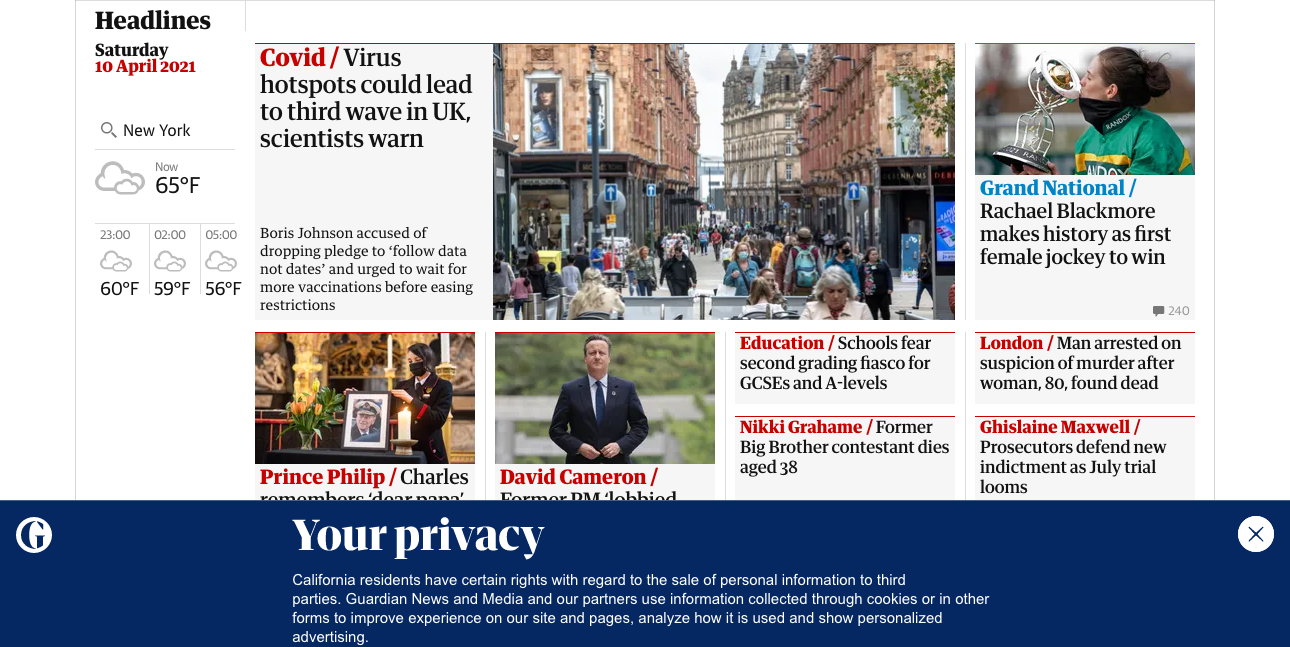 Headlines
Saturday
10 April 2021
New York
Now
65°F
23:00 02:00 05:00
60°F 59°F 56°F
Covid / Virus
hotspots could lead
to third wave in UK,
scientists warn
Boris Johnson accused of
dropping pledge to ‘follow data
not dates’ and urged to wait for
more vaccinations before easing
restrictions
DEBENHAMS
RANDOX
Grand National /
Rachael Blackmore
makes history as first
female jockey to win
240
Prince Philip / Charles
remembers ‘dear papa’
David Cameron /
Former PM ‘lobbied
Education / Schools fear
second grading fiasco for
GCSEs and A-levels
Nikki Grahame / Former
Big Brother contestant dies
aged 38
London / Man arrested on
suspicion of murder after
woman, 80, found dead
Ghislaine Maxwell /
Prosecutors defend new
indictment as July trial
looms
G
Your privacy
California residents have certain rights with regard to the sale of personal information to third
parties. Guardian News and Media and our partners use information collected through cookies or in other
forms to improve experience on our site and pages, analyze how it is used and show personalized
advertising.